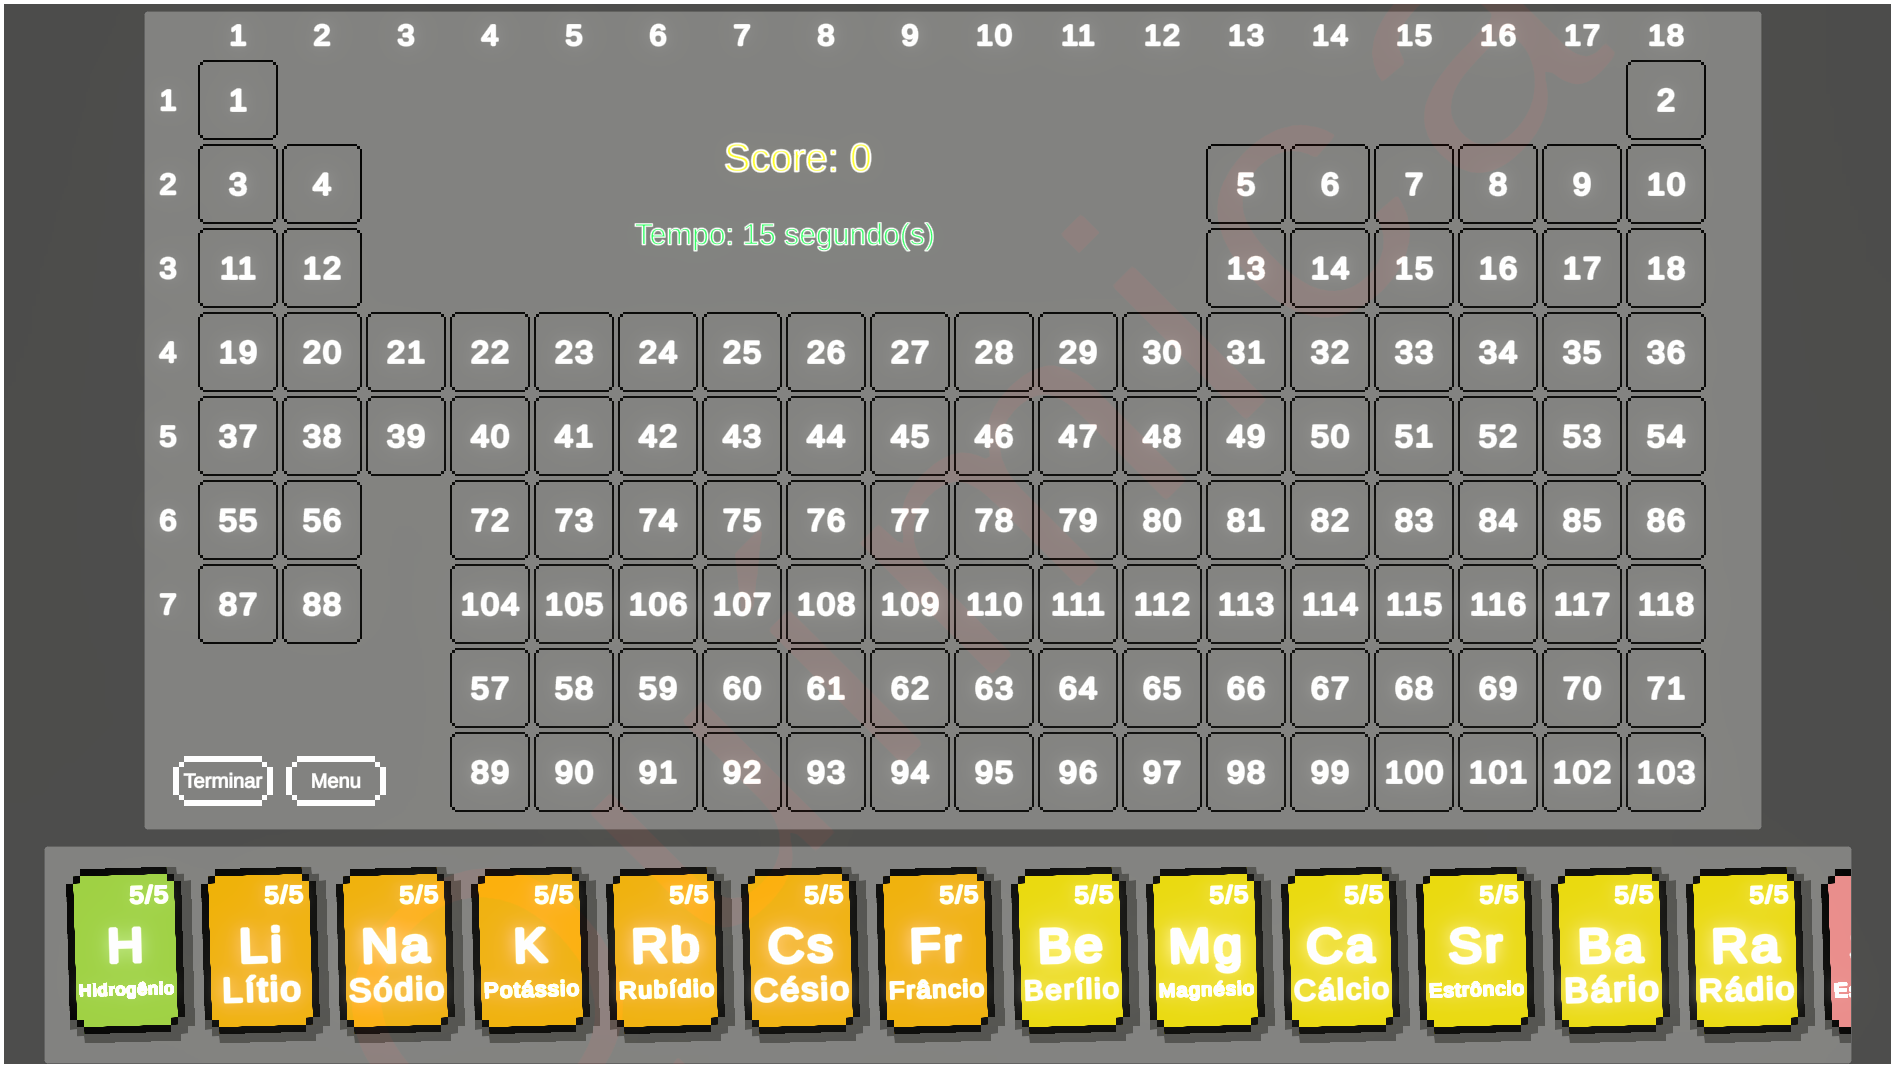 1 2 3 4 5 6 7 8 9 10 11 12 13 14 15 16 17 18
1 1 2
Score: 0
2 3 4 5 6 7 8 9 10
Tempo: 15 segundo(s)
3 11 12 13 14 15 16 17 18
4 19 20 21 22 23 24 25 26 27 28 29 30 31 32 33 34 35 36
5 37 38 39 40 41 42 43 44 45 46 47 48 49 50 51 52 53 54
6 55 56 72 73 74 75 76 77 78 79 80 81 82 83 84 85 86
7 87 88 104 105 106 107 108 109 110 111 112 113 114 115 116 117 118
57 58 59 60 61 62 63 64 65 66 67 68 69 70 71
Terminar Menu 89 90 91 92 93 94 95 96 97 98 99 100 101 102 103
5/5 5/5 5/5 5/5 5/5 5/5 5/5 5/5 5/5 5/5 5/5 5/5 5/5
H Li Na K Rb Cs Fr Be Mg Ca Sr Ba Ra
Hidrogênio Lítio Sódio Potássio Rubídio Césio Frâncio Berílio Magnésio Cálcio Estrôncio Bário Rádio
Química